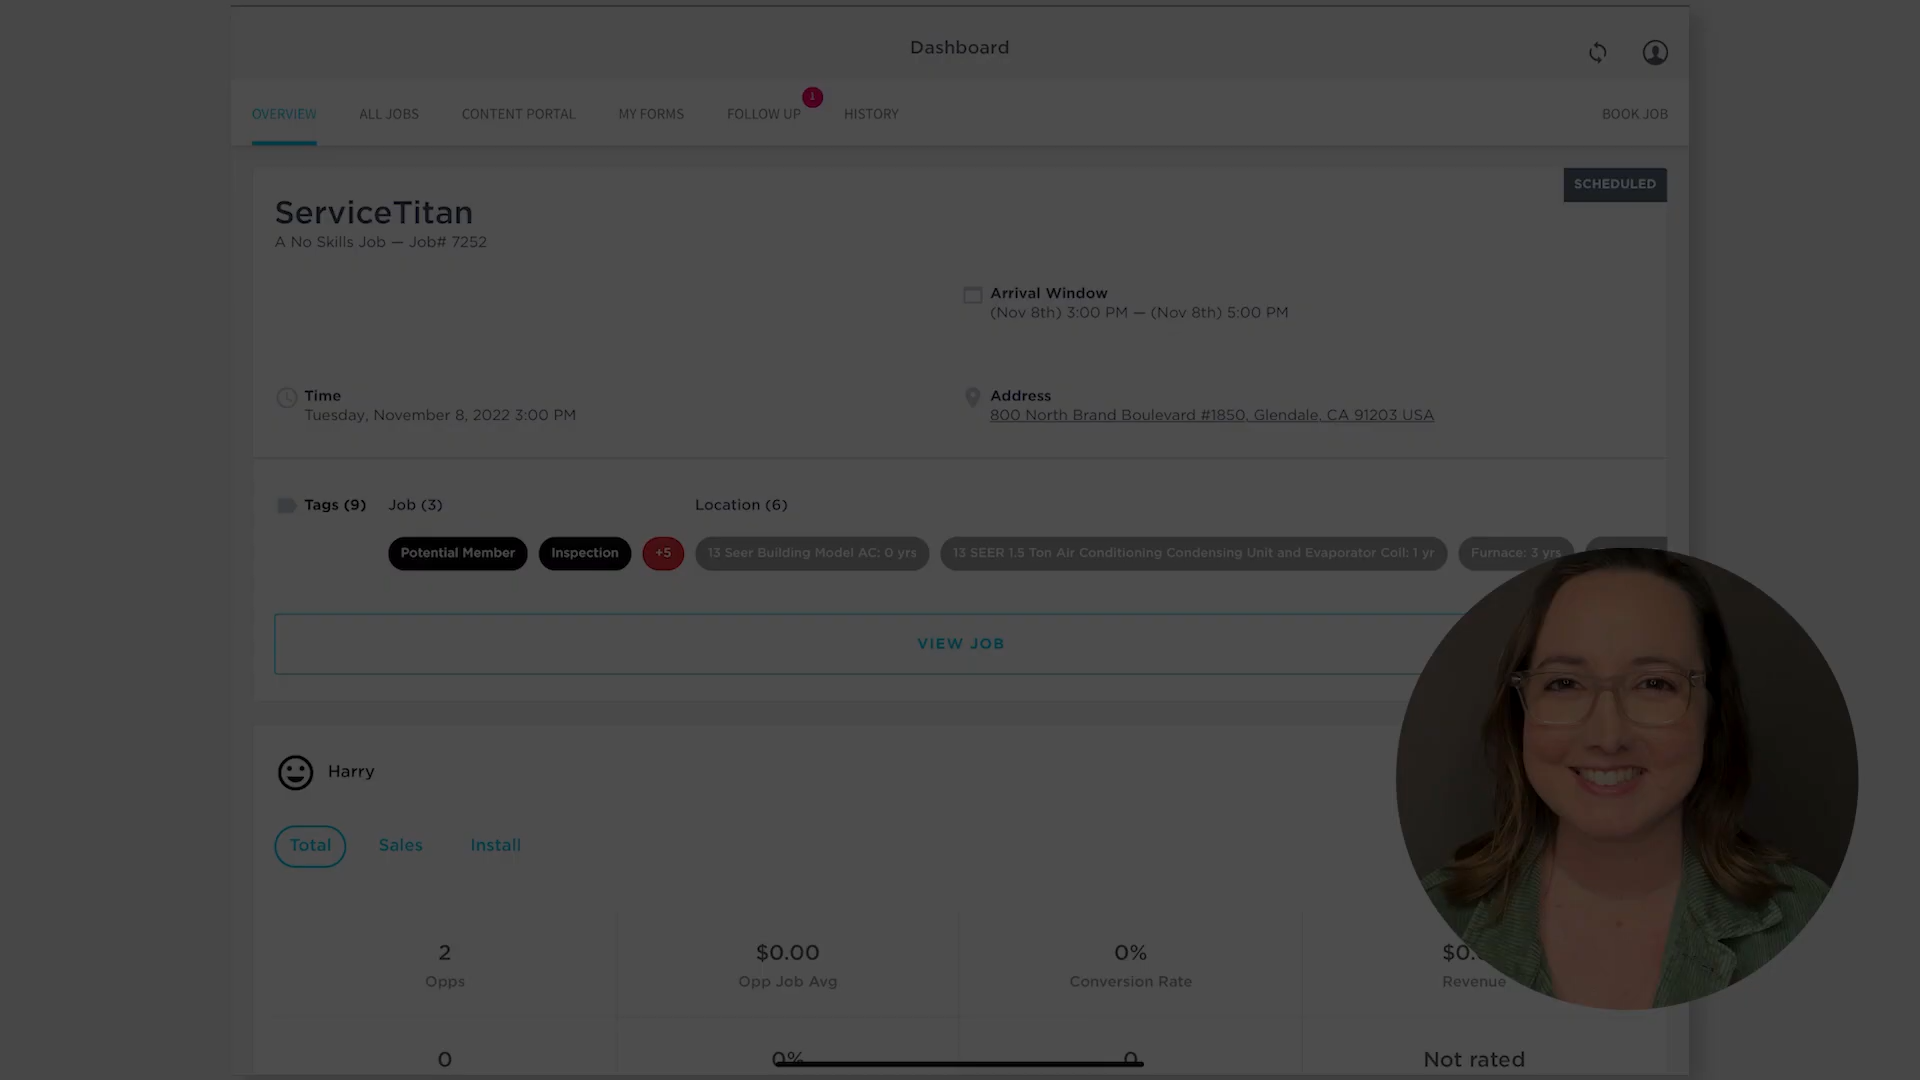 Dashboard
OVERVIEW ALL JOBS CONTENT PORTAL MY FORMS FOLLOW UP 1 HISTORY BOOK JOB
SCHEDULED
ServiceTitan
A No Skills Job — Job# 7252
Arrival Window
(Nov 8th) 3:00 PM — (Nov 8th) 5:00 PM
Time
Tuesday, November 8, 2022 3:00 PM
Address
800 North Brand Boulevard #1850, Glendale, CA 91203 USA
Tags (9) Job (3) Location (6)
Potential Member Inspection +5 13 Seer Building Model AC: 0 yrs 13 SEER 1.5 Ton Air Conditioning Condensing Unit and Evaporator Coil: 1 yr Furnace: 3 yrs
VIEW JOB
Harry
Total Sales Install
2 $0.00 0%
Opps Opp Job Avg Conversion Rate Revenue
0 0% 0 Not rated